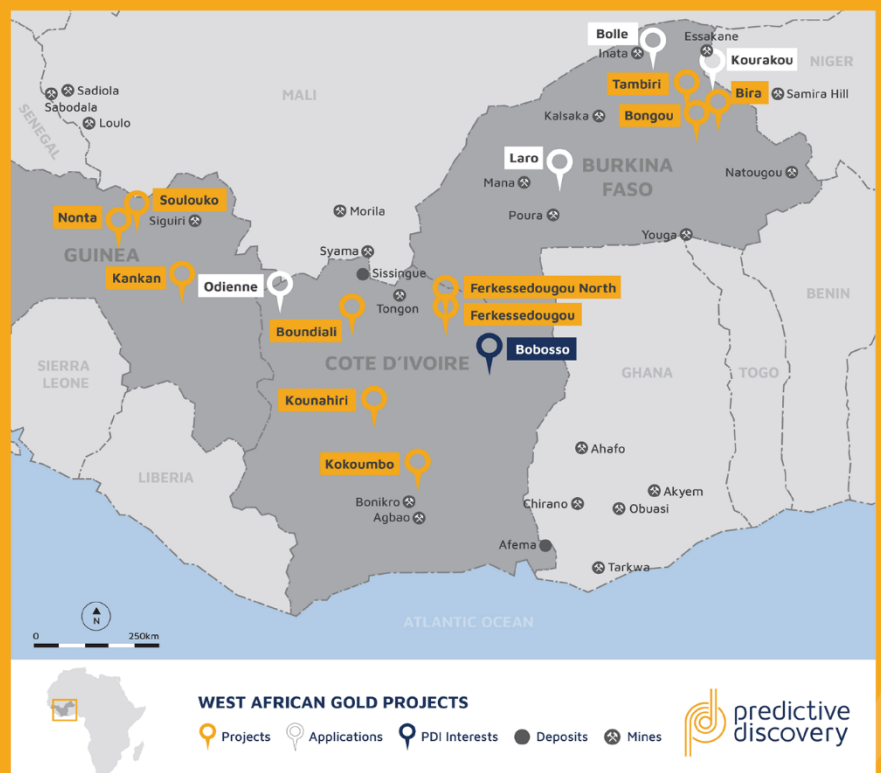 Bolle
Essakane
Inata
Kourakou
NIGER
Sadiola
Sabodala
MALI
Tambiri
Bira
Samira Hill
Loulo
Kalsaka
Bongou
SENEGAL
Laro
BURKINA
FASO
Natougou
Mana
Soulouko
Morila
Nonta
Siguiri
Poura
Youga
GUINEA
Syama
Kankan
Odienne
Sissingue
Ferkessedougou North
BENIN
Tongon
Boundiali
Ferkessedougou
Bobosso
COTE D'IVOIRE
SIERRA
LEONE
GHANA
TOGO
Kounahiri
Ahafo
Kokoumbo
LIBERIA
Akyem
Bonikro
Chirano
Obuasi
Agbao
Afema
Tarkwa
N
ATLANTIC OCEAN
0 250km
WEST AFRICAN GOLD PROJECTS
Projects Applications PDI Interests Deposits Mines
predictive
discovery